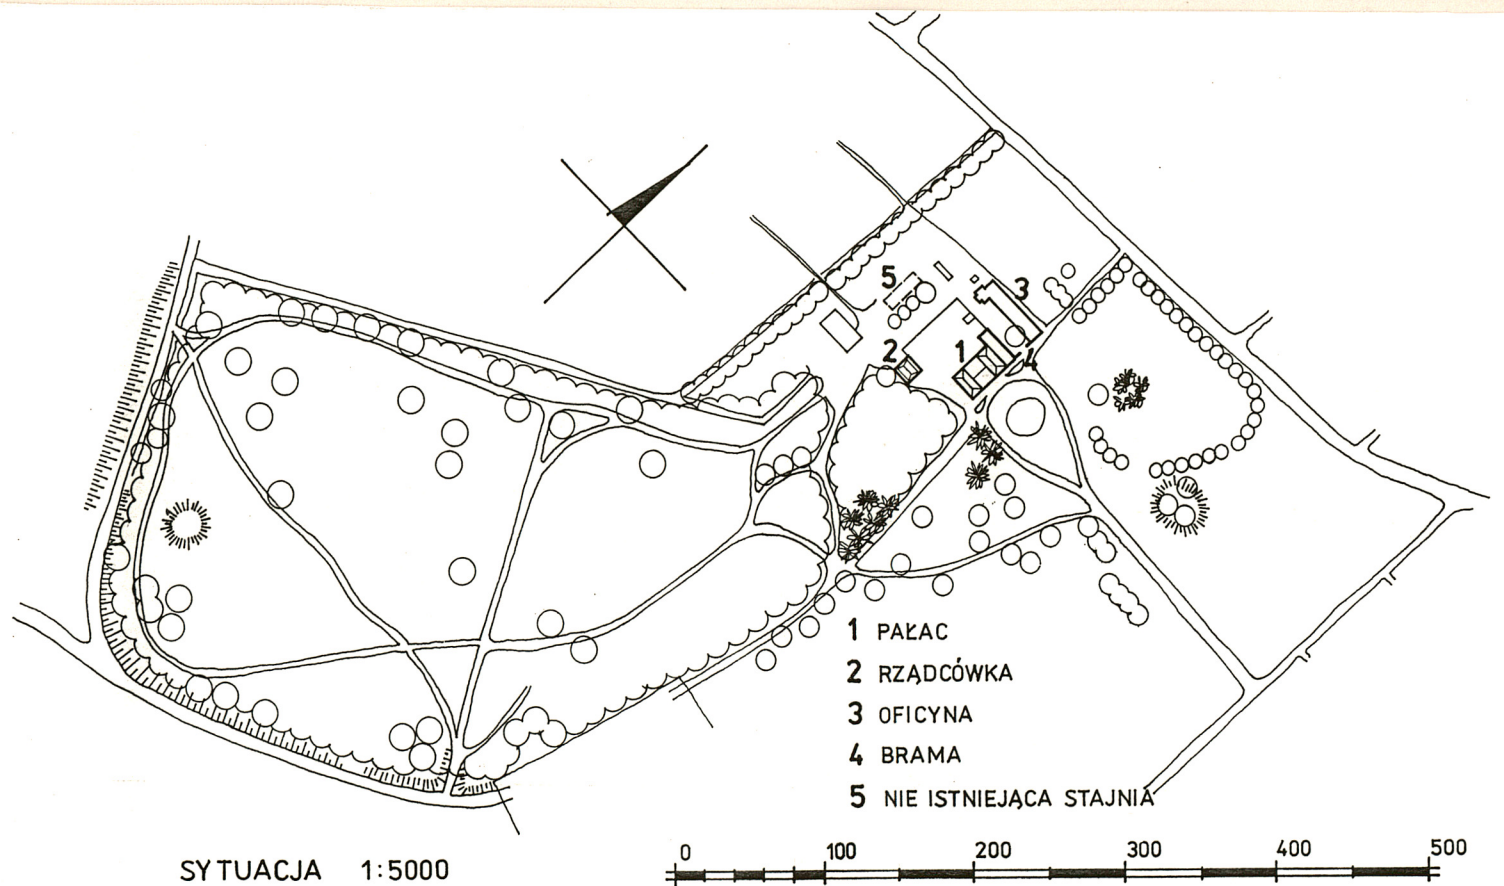 5
3
2
1
4
1 PAŁAC
2 RZĄDCÓWKA
3 OFICYNA
4 BRAMA
5 NIE ISTNIEJĄCA STAJNIA
SYTUACJA 1:5000
0 100 200 300 400 500